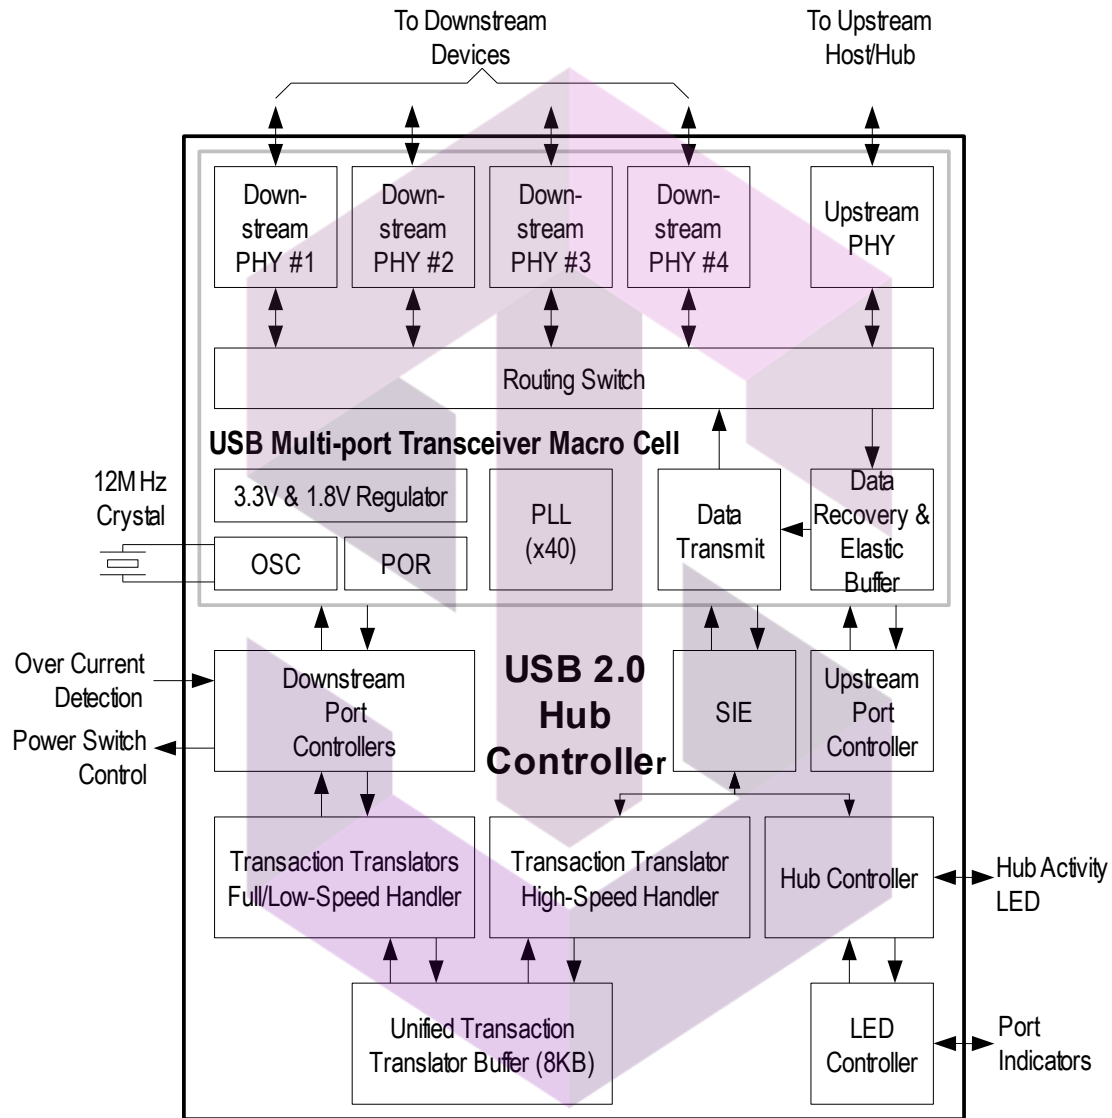 To Downstream
Devices
To Upstream
Host/Hub
Down-
stream
PHY #1
Down-
stream
PHY #2
Down-
stream
PHY #3
Down-
stream
PHY #4
Upstream
PHY
Routing Switch
USB Multi-port Transceiver Macro Cell
12MHz
Crystal
3.3V & 1.8V Regulator
OSC
POR
PLL
(x40)
Data
Transmit
Data
Recovery &
Elastic
Buffer
Over Current
Detection
Power Switch
Control
Downstream
Port
Controllers
USB 2.0
Hub
Controller
SIE
Upstream
Port
Controller
Transaction Translators
Full/Low-Speed Handler
Transaction Translator
High-Speed Handler
Hub Controller
Hub Activity
LED
Unified Transaction
Translator Buffer (8KB)
LED
Controller
Port
Indicators